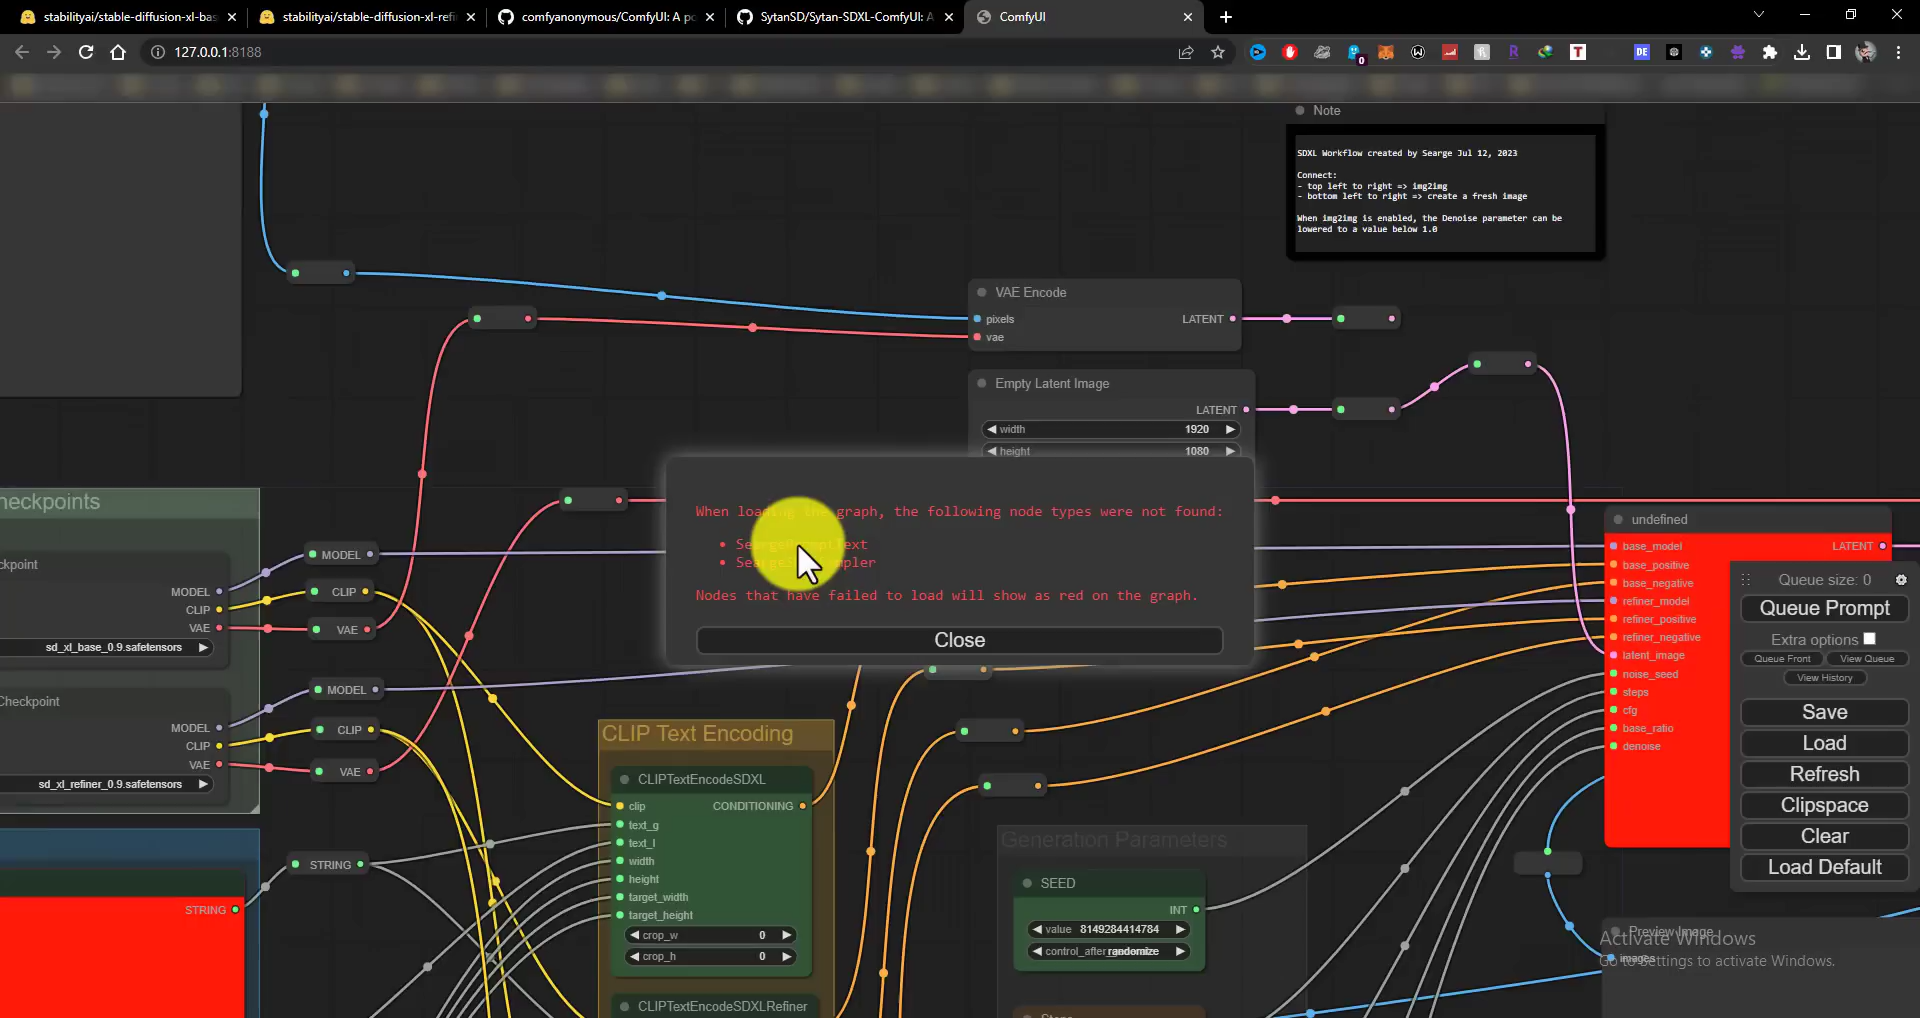 stabilityai/stable-diffusion-xl-bas
stabilityai/stable-diffusion-xl-refi
comfyanonymous/ComfyUI: A po
SytanSD/Sytan-SDXL-ComfyUI: A
ComfyUI
127.0.0.1:8188
DE
0
Note
SDXL Workflow created by Searge Jul 12, 2023
Connect:
- top left to right => img2img
- bottom left to right => create a fresh image
When img2img is enabled, the Denoise parameter can be
lowered to a value below 1.0
VAE Encode
pixels
LATENT
vae
Empty Latent Image
LATENT
width
1920
height
1080
heckpoints
ckpoint
MODEL
CLIP
VAE
sd_xl_base_0.9.safetensors
MODEL
CLIP
VAE
Checkpoint
MODEL
CLIP
VAE
sd_xl_refiner_0.9.safetensors
MODEL
CLIP
VAE
When loading the graph, the following node types were not found:
Nodes that have failed to load will show as red on the graph.
Close
undefined
base_model
LATENT
base_positive
base_negative
refiner_model
refiner_positive
refiner_negative
latent_image
noise_seed
steps
cfg
base_ratio
denoise
Queue size: 0
Queue Prompt
Extra options
Queue Front
View Queue
View History
Save
Load
Refresh
Clipspace
Clear
Load Default
CLIP Text Encoding
CLIPTextEncodeSDXL
clip
CONDITIONING
text_g
text_l
width
height
target_width
target_height
crop_w
0
crop_h
0
CLIPTextEncodeSDXLRefiner
STRING
STRING
Generation Parameters
SEED
INT
value
8149284414784
control_after
randomize
Steps
Preview Image
images
Activate Windows
Go to Settings to activate Windows.